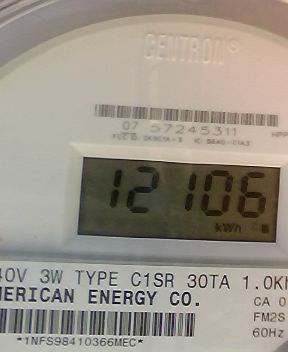 CENTRON®
07 57245311
12106
kWh
40V 3W TYPE C1SR 30TA 1.0K
MERICAN ENERGY CO.
CA 0
FM2S
60Hz
*1NFS98410366MEC*